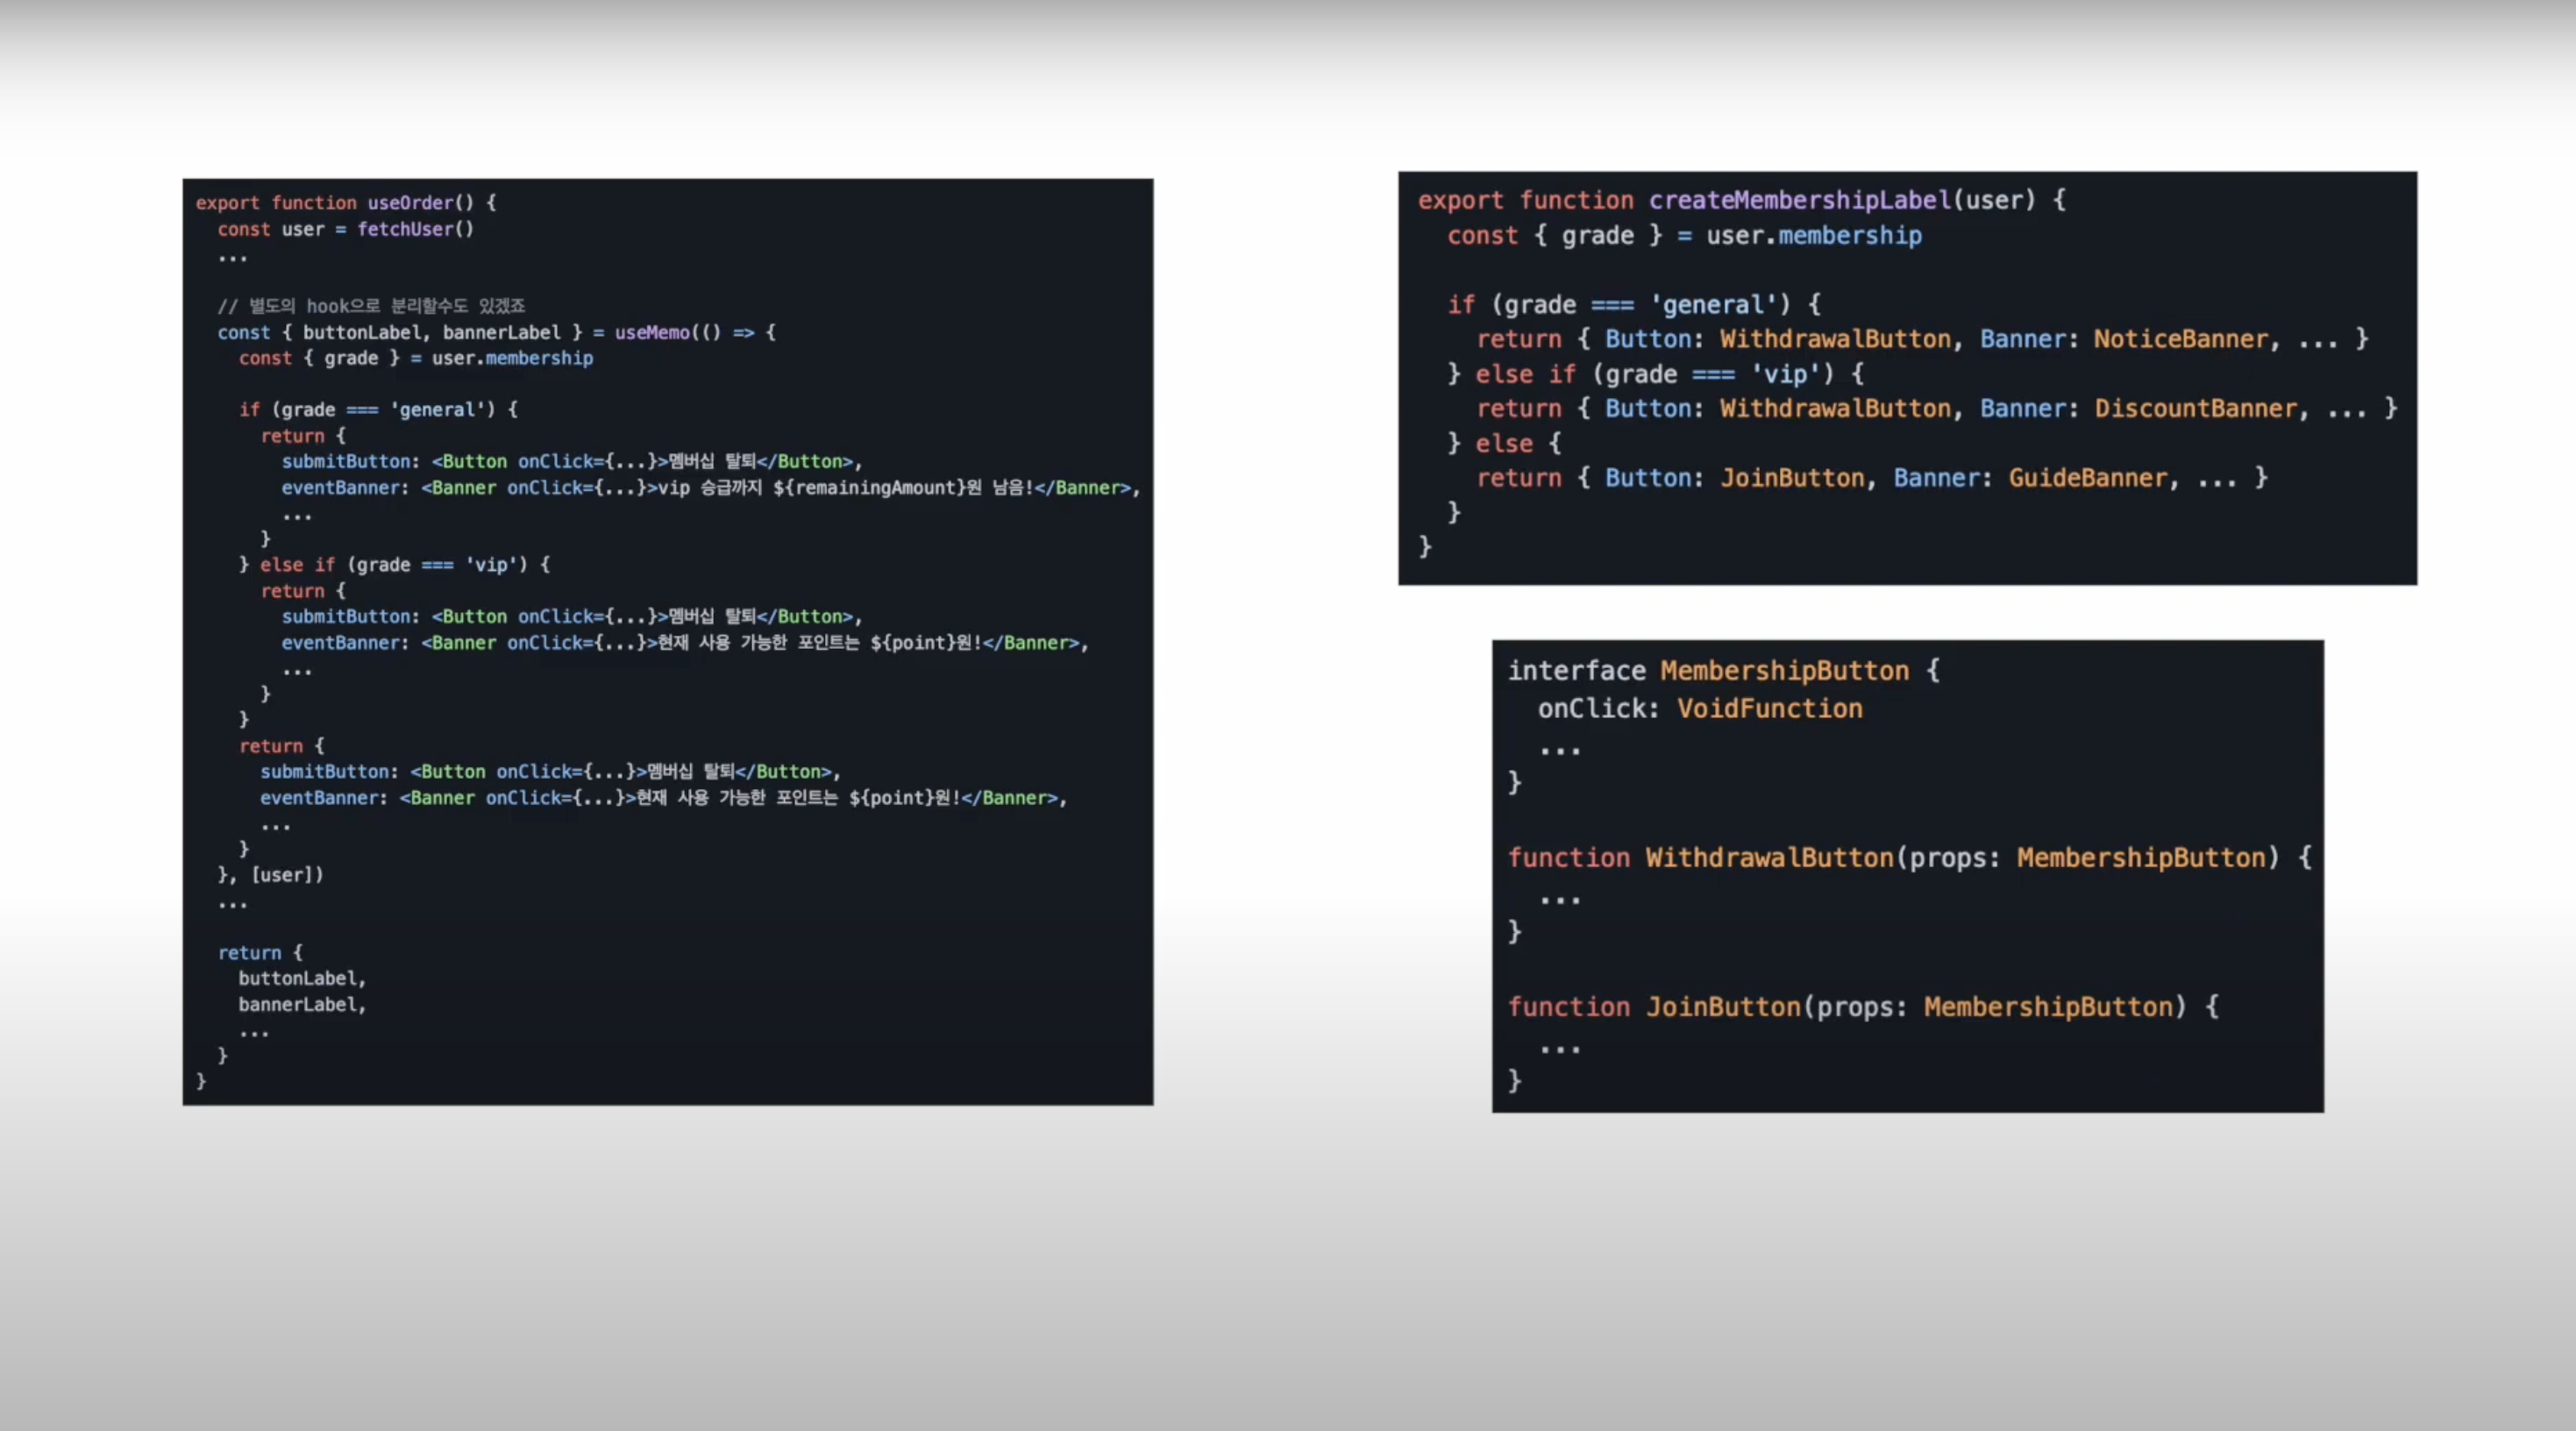 export function useOrder() {
const user = fetchUser()
...
// 별도의 hook으로 분리할수도 있겠죠
const { buttonLabel, bannerLabel } = useMemo(() => {
const { grade } = user.membership
if (grade === 'general') {
return {
submitButton: <Button onClick={...}>멤버십 탈퇴</Button>,
eventBanner: <Banner onClick={...}>vip 승급까지 ${remainingAmount}원 남음!</Banner>,
...
}
} else if (grade === 'vip') {
return {
submitButton: <Button onClick={...}>멤버십 탈퇴</Button>,
eventBanner: <Banner onClick={...}>현재 사용 가능한 포인트는 ${point}원!</Banner>,
...
}
}
return {
submitButton: <Button onClick={...}>멤버십 탈퇴</Button>,
eventBanner: <Banner onClick={...}>현재 사용 가능한 포인트는 ${point}원!</Banner>,
...
}
}, [user])
...
return {
buttonLabel,
bannerLabel,
...
}
}
export function createMembershipLabel(user) {
const { grade } = user.membership
if (grade === 'general') {
return { Button: WithdrawalButton, Banner: NoticeBanner, ... }
} else if (grade === 'vip') {
return { Button: WithdrawalButton, Banner: DiscountBanner, ... }
} else {
return { Button: JoinButton, Banner: GuideBanner, ... }
}
}
interface MembershipButton {
onClick: VoidFunction
...
}
function WithdrawalButton(props: MembershipButton) {
...
}
function JoinButton(props: MembershipButton) {
...
}